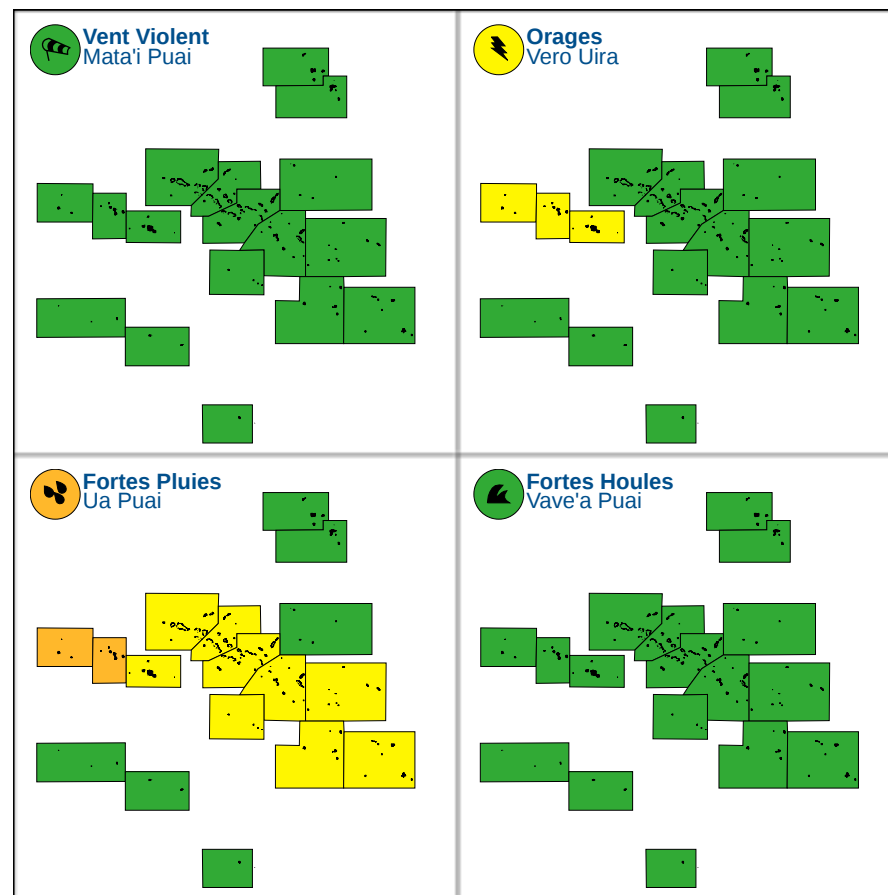 Vent Violent
Mata'i Puai
Orages
Vero Uira
Fortes Pluies
Ua Puai
Fortes Houles
Vave'a Puai